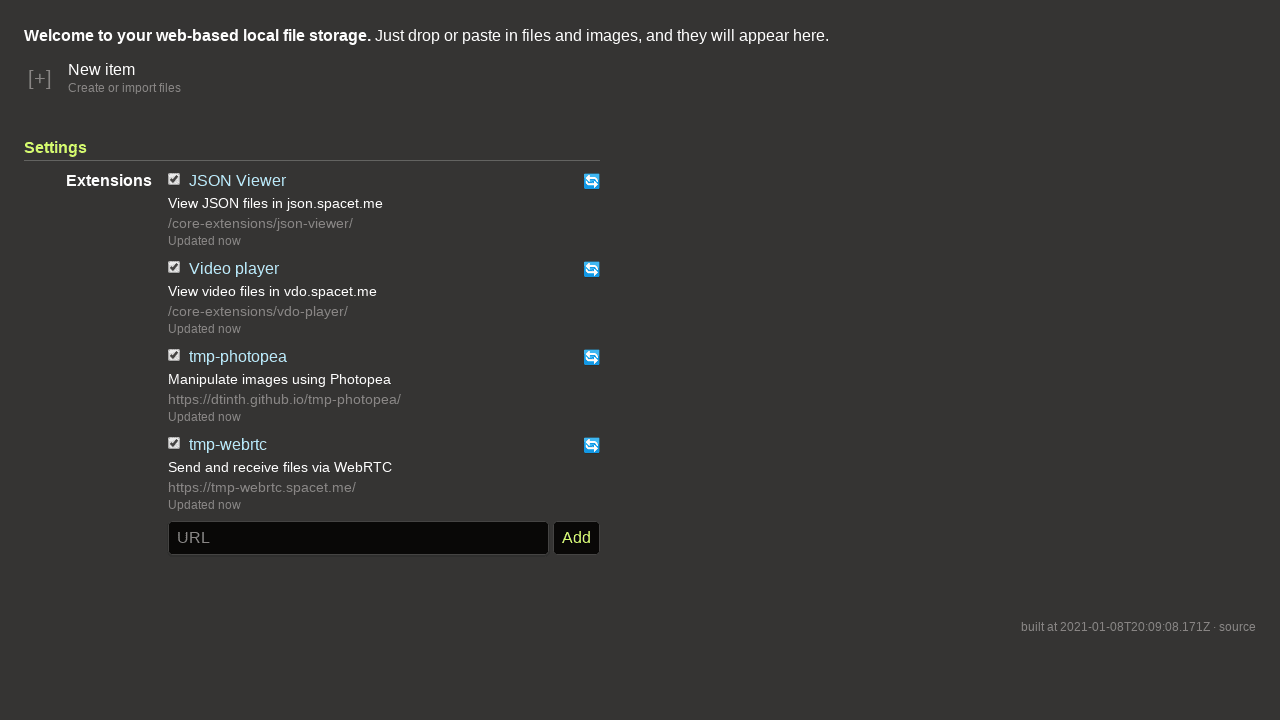 Welcome to your web-based local file storage. Just drop or paste in files and images, and they will appear here.
[+]
New item
Create or import files
Settings
Extensions
JSON Viewer
View JSON files in json.spacet.me
/core-extensions/json-viewer/
Updated now
Video player
View video files in vdo.spacet.me
/core-extensions/vdo-player/
Updated now
tmp-photopea
Manipulate images using Photopea
https://dtinth.github.io/tmp-photopea/
Updated now
tmp-webrtc
Send and receive files via WebRTC
https://tmp-webrtc.spacet.me/
Updated now
URL
Add
built at 2021-01-08T20:09:08.171Z · source